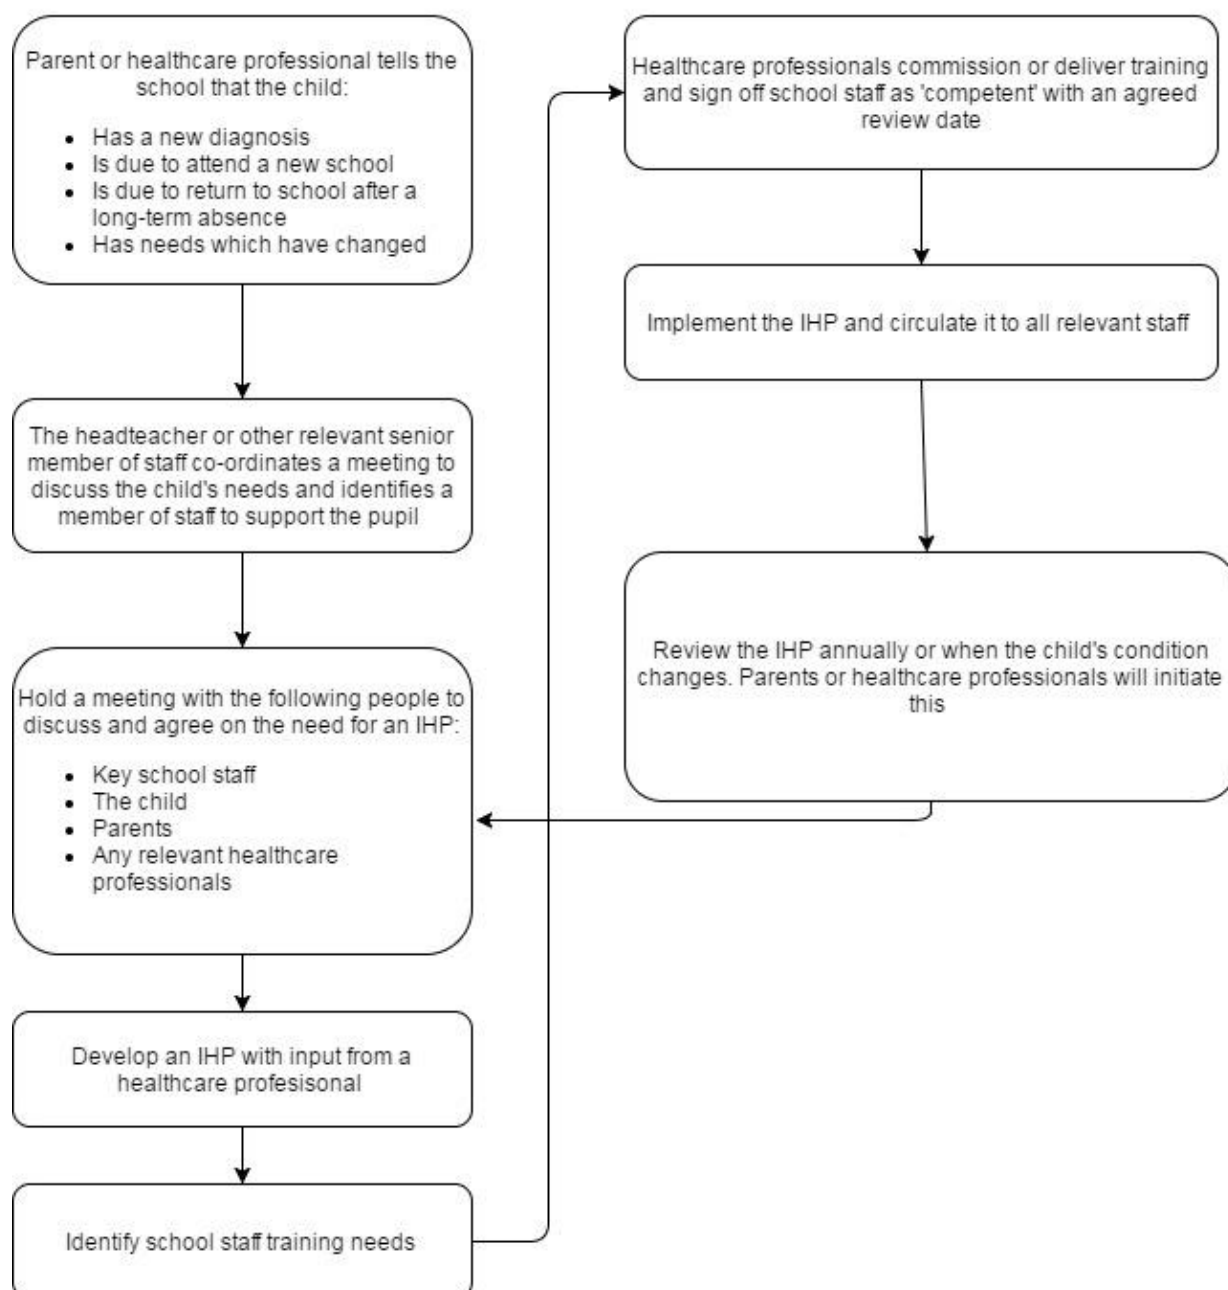 Parent or healthcare professional tells the
school that the child:
• Has a new diagnosis
• Is due to attend a new school
• Is due to return to school after a
long-term absence
• Has needs which have changed
The headteacher or other relevant senior
member of staff co-ordinates a meeting to
discuss the child's needs and identifies a
member of staff to support the pupil
Hold a meeting with the following people to
discuss and agree on the need for an IHP:
• Key school staff
• The child
• Parents
• Any relevant healthcare
professionals
Develop an IHP with input from a
healthcare profesisonal
Identify school staff training needs
Healthcare professionals commission or deliver training
and sign off school staff as 'competent' with an agreed
review date
Implement the IHP and circulate it to all relevant staff
Review the IHP annually or when the child's condition
changes. Parents or healthcare professionals will initiate
this